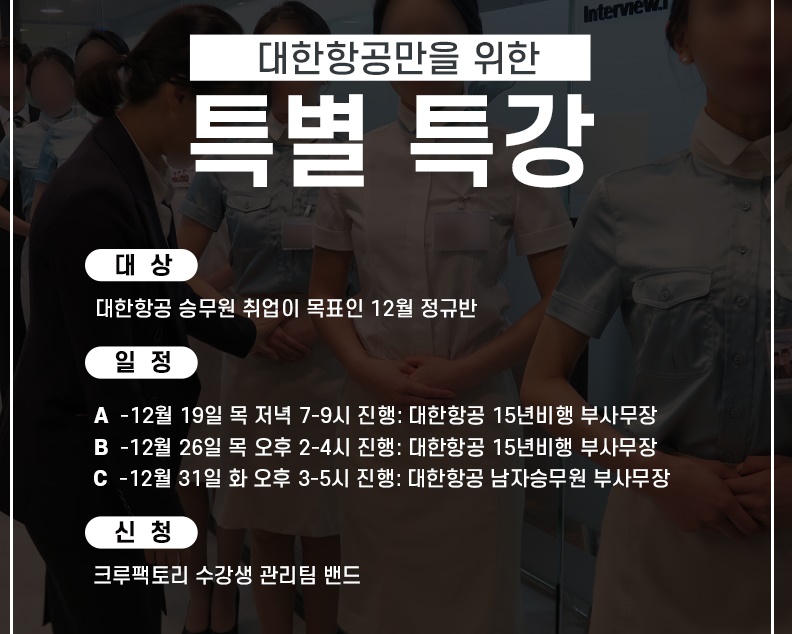 Interview.
대한항공만을 위한
특별 특강
대 상
대한항공 승무원 취업이 목표인 12월 정규반
일 정
A -12월 19일 목 저녁 7-9시 진행: 대한항공 15년비행 부사무장
B -12월 26일 목 오후 2-4시 진행: 대한항공 15년비행 부사무장
C -12월 31일 화 오후 3-5시 진행: 대한항공 남자승무원 부사무장
신 청
크루팩토리 수강생 관리팀 밴드